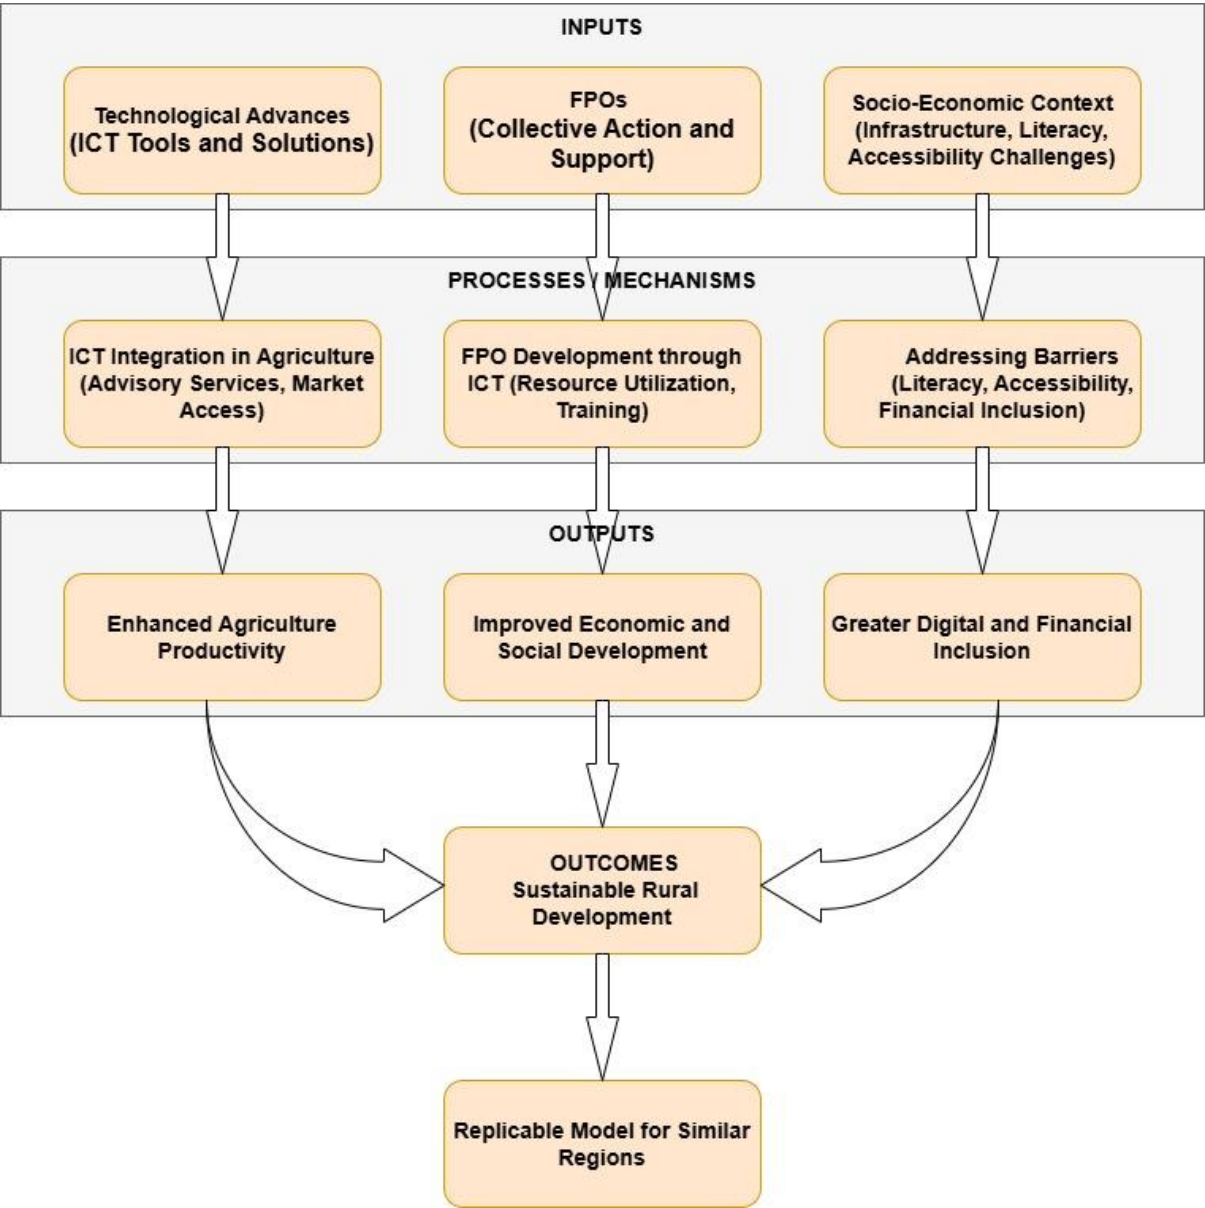 INPUTS
Technological Advances
(ICT Tools and Solutions)
FPOs
(Collective Action and
Support)
Socio-Economic Context
(Infrastructure, Literacy,
Accessibility Challenges)
PROCESSES / MECHANISMS
ICT Integration in Agriculture
(Advisory Services, Market
Access)
FPO Development through
ICT (Resource Utilization,
Training)
Addressing Barriers
(Literacy, Accessibility,
Financial Inclusion)
OUTPUTS
Enhanced Agriculture
Productivity
Improved Economic and
Social Development
Greater Digital and Financial
Inclusion
OUTCOMES
Sustainable Rural
Development
Replicable Model for Similar
Regions